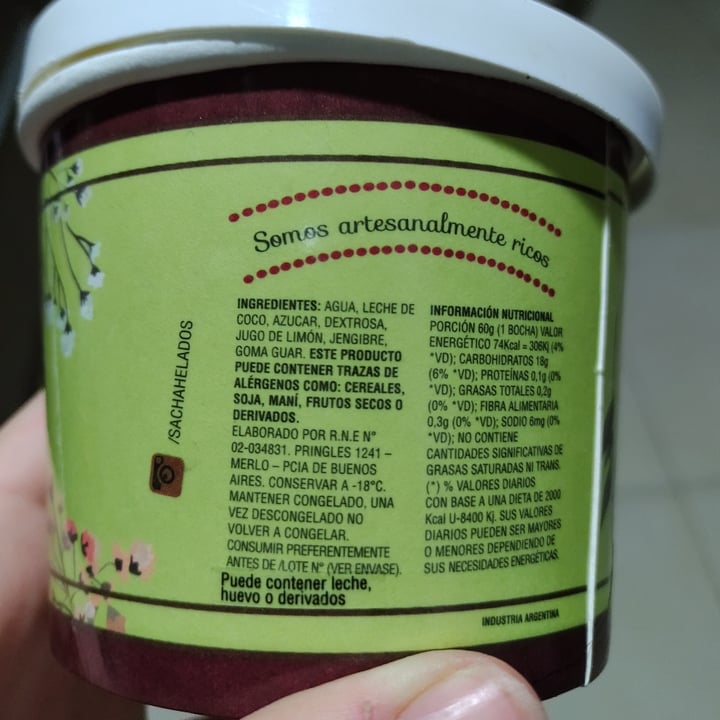 Somos artesanalmente ricos
INGREDIENTES: AGUA, LECHE DE
COCO, AZUCAR, DEXTROSA,
JUGO DE LIMÓN, JENGIBRE,
GOMA GUAR. ESTE PRODUCTO
PUEDE CONTENER TRAZAS DE
ALÉRGENOS COMO: CEREALES,
SOJA, MANÍ, FRUTOS SECOS O
DERIVADOS.
ELABORADO POR R.N.E Nº
02-034831. PRINGLES 1241 –
MERLO – PCIA DE BUENOS
AIRES. CONSERVAR A -18°C.
MANTENER CONGELADO, UNA
VEZ DESCONGELADO NO
VOLVER A CONGELAR.
CONSUMIR PREFERENTEMENTE
ANTES DE /LOTE Nº (VER ENVASE).
Puede contener leche,
huevo o derivados
INFORMACIÓN NUTRICIONAL
PORCIÓN 60g (1 BOCHA) VALOR
ENERGÉTICO 74Kcal = 306Kj (4%
*VD); CARBOHIDRATOS 18g
(6% *VD); PROTEÍNAS 0,1g (0%
*VD); GRASAS TOTALES 0,2g
(0% *VD); FIBRA ALIMENTARIA
0,3g (0% *VD); SODIO 6mg (0%
*VD); NO CONTIENE
CANTIDADES SIGNIFICATIVAS DE
GRASAS SATURADAS NI TRANS.
(*) % VALORES DIARIOS
CON BASE A UNA DIETA DE 2000
Kcal U-8400 Kj. SUS VALORES
DIARIOS PUEDEN SER MAYORES
O MENORES DEPENDIENDO DE
SUS NECESIDADES ENERGÉTICAS.
INDUSTRIA ARGENTINA
/SACHAHELADOS